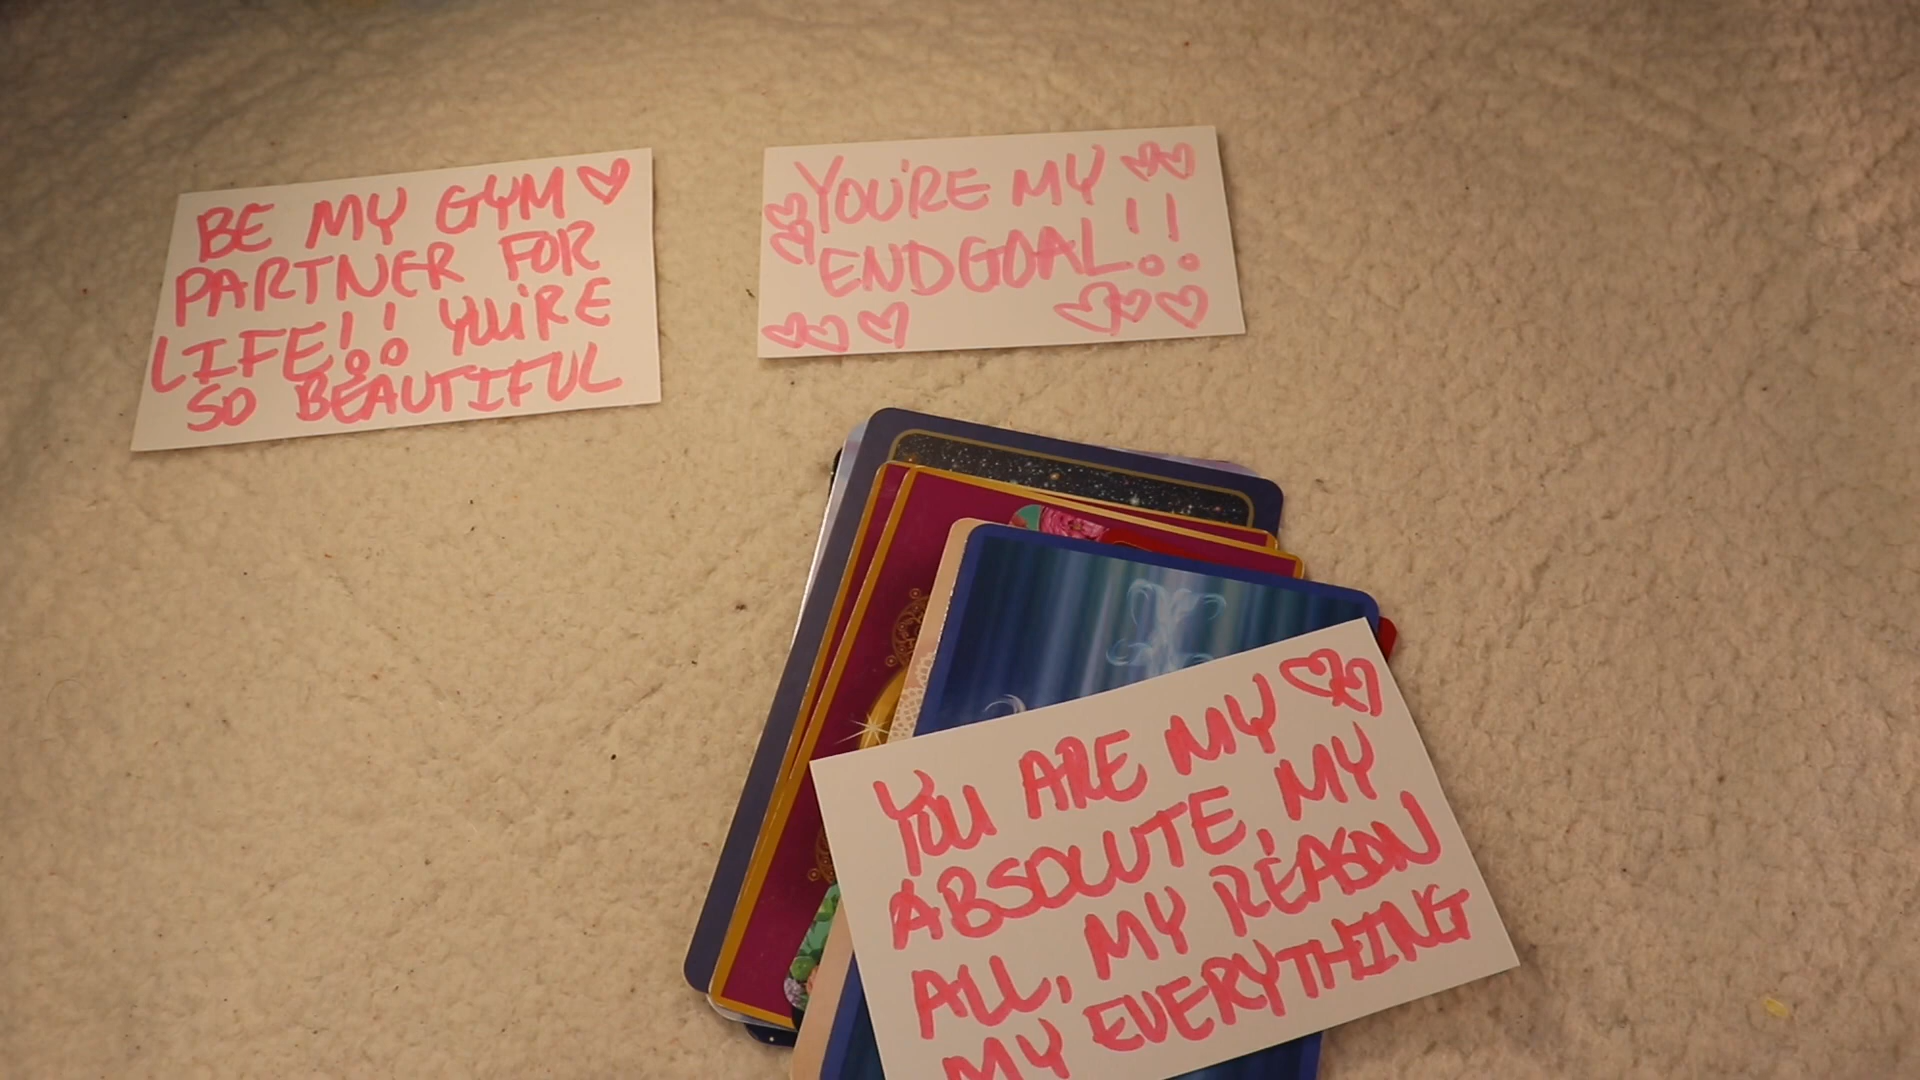 BE MY GYM ♡
PARTNER FOR
LIFE!! YOU'RE
SO BEAUTIFUL
YOU'RE MY
ENDGOAL!!
YOU ARE MY
ABSOLUTE, MY
ALL, MY REASON
MY EVERYTHING